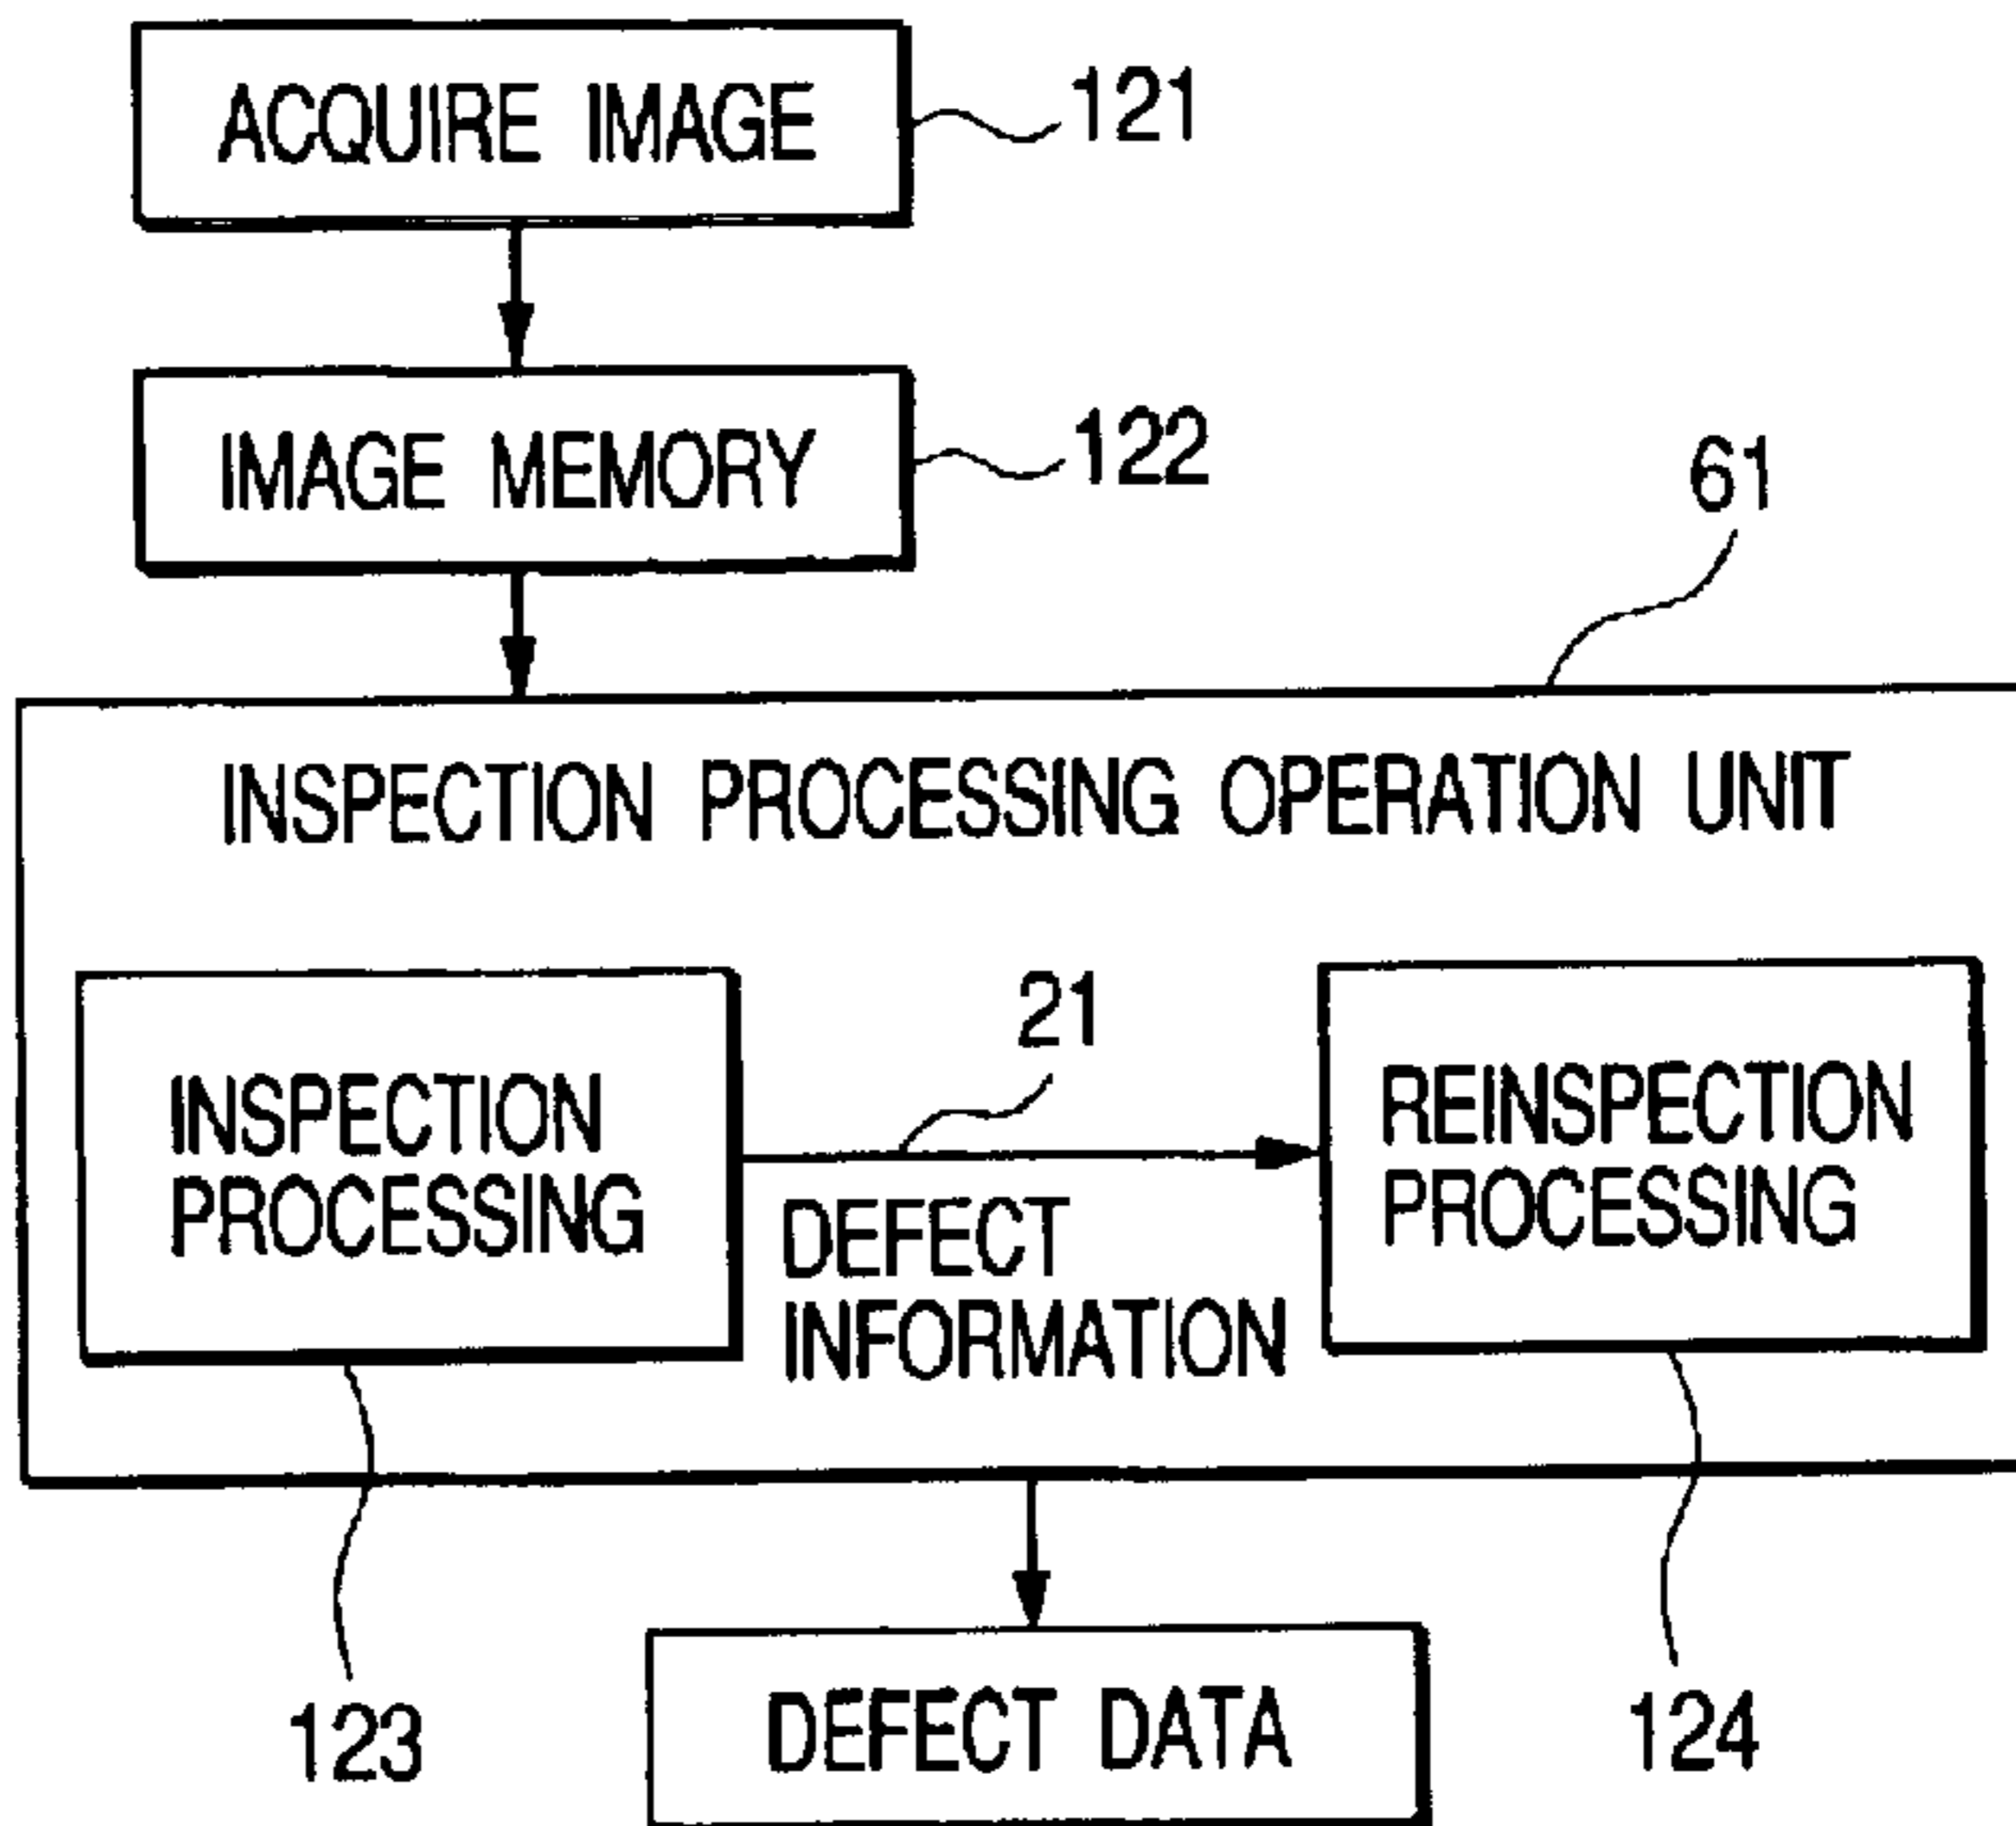 ACQUIRE IMAGE
121
IMAGE MEMORY
122
61
INSPECTION PROCESSING OPERATION UNIT
INSPECTION
PROCESSING
21
DEFECT
INFORMATION
REINSPECTION
PROCESSING
123
DEFECT DATA
124